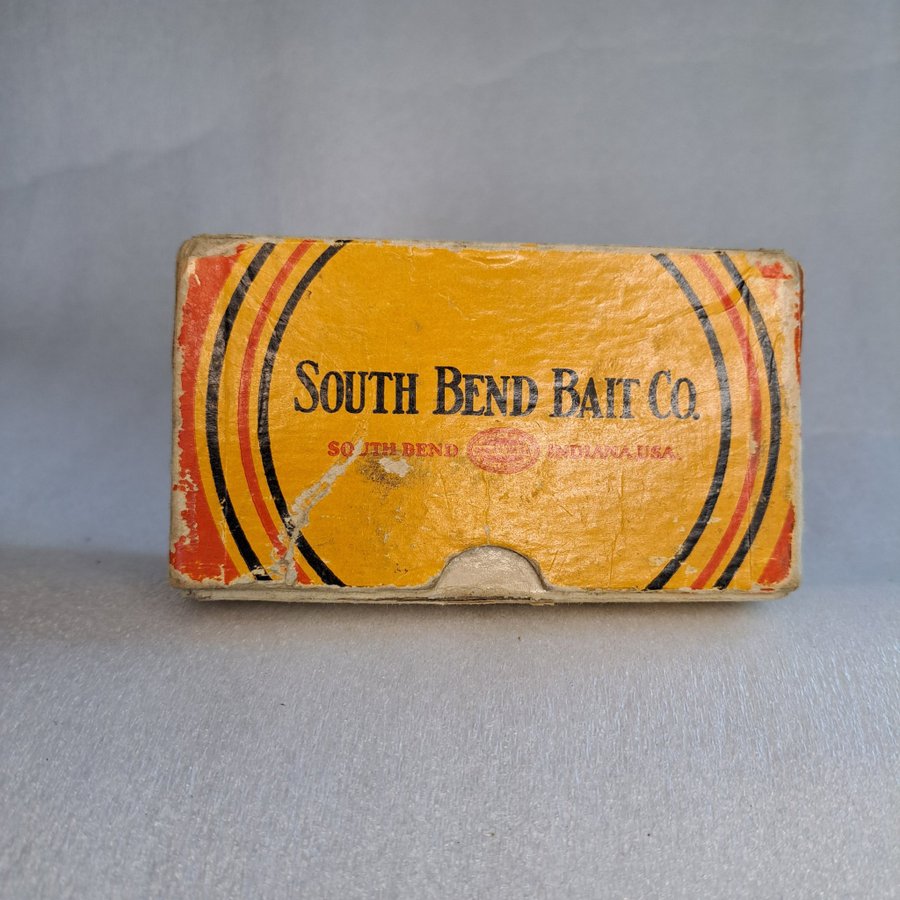 SOUTH BEND BAIT CO.
SOUTH BEND INDIANA, U.S.A.